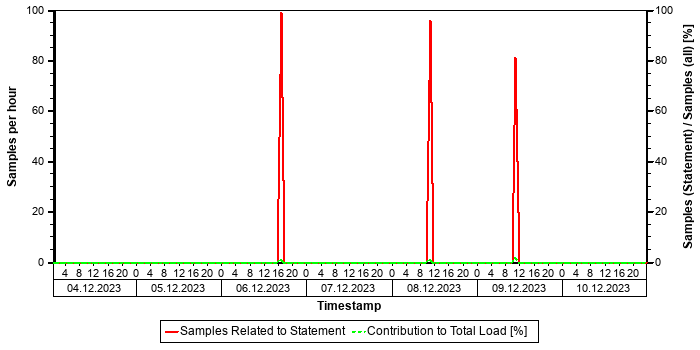 100 100
80 80
60 60
40 40
20 20
0 0
Samples per hour
Samples (Statement) / Samples (all) [%]
4 8 12 16 20 0 4 8 12 16 20 0 4 8 12 16 20 0 4 8 12 16 20 0 4 8 12 16 20 0 4 8 12 16 20 0 4 8 12 16 20
04.12.2023 05.12.2023 06.12.2023 07.12.2023 08.12.2023 09.12.2023 10.12.2023
Timestamp
Samples Related to Statement Contribution to Total Load [%]